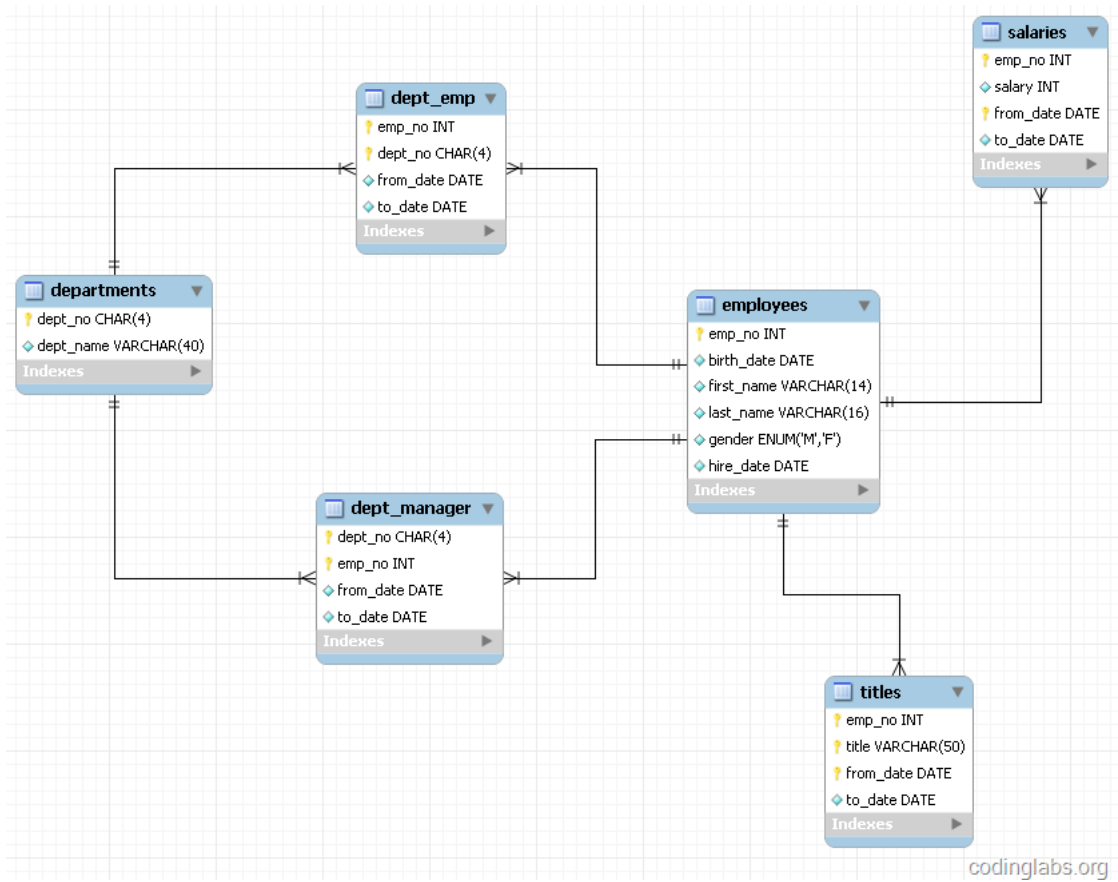 salaries
emp_no INT
salary INT
from_date DATE
to_date DATE
Indexes
dept_emp
emp_no INT
dept_no CHAR(4)
from_date DATE
to_date DATE
Indexes
departments
dept_no CHAR(4)
dept_name VARCHAR(40)
Indexes
employees
emp_no INT
birth_date DATE
first_name VARCHAR(14)
last_name VARCHAR(16)
gender ENUM('M','F')
hire_date DATE
Indexes
dept_manager
dept_no CHAR(4)
emp_no INT
from_date DATE
to_date DATE
Indexes
titles
emp_no INT
title VARCHAR(50)
from_date DATE
to_date DATE
Indexes
codinglabs.org